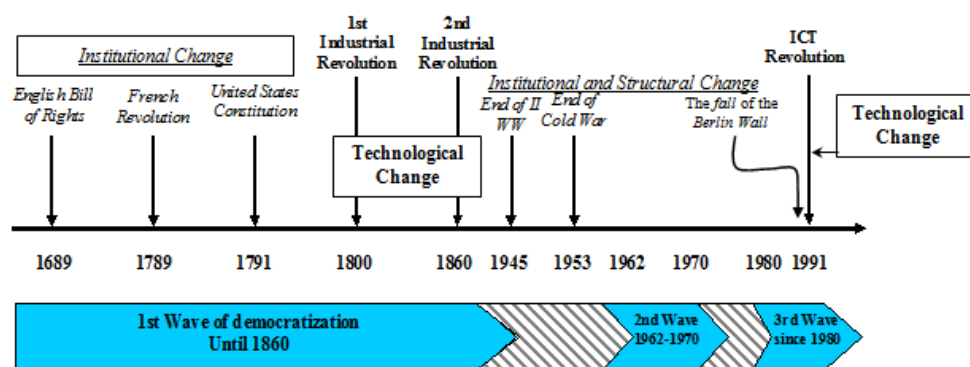 Institutional Change
English Bill
of Rights
French
Revolution
United States
Constitution
1st
Industrial
Revolution
2nd
Industrial
Revolution
Technological
Change
Institutional and Structural Change
End of II
WW
End of
Cold War
The fall of the
Berlin Wall
ICT
Revolution
Technological
Change
1689 1789 1791 1800 1860 1945 1953 1962 1970 1980 1991
1st Wave of democratization
Until 1860
2nd Wave
1962-1970
3rd Wave
since 1980